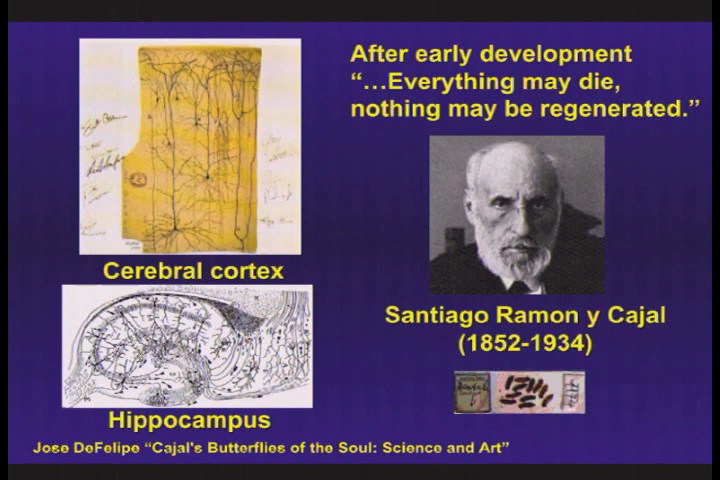 After early development
“...Everything may die,
nothing may be regenerated.”
Cerebral cortex
Santiago Ramon y Cajal
(1852-1934)
Hippocampus
Jose DeFelipe “Cajal's Butterflies of the Soul: Science and Art”